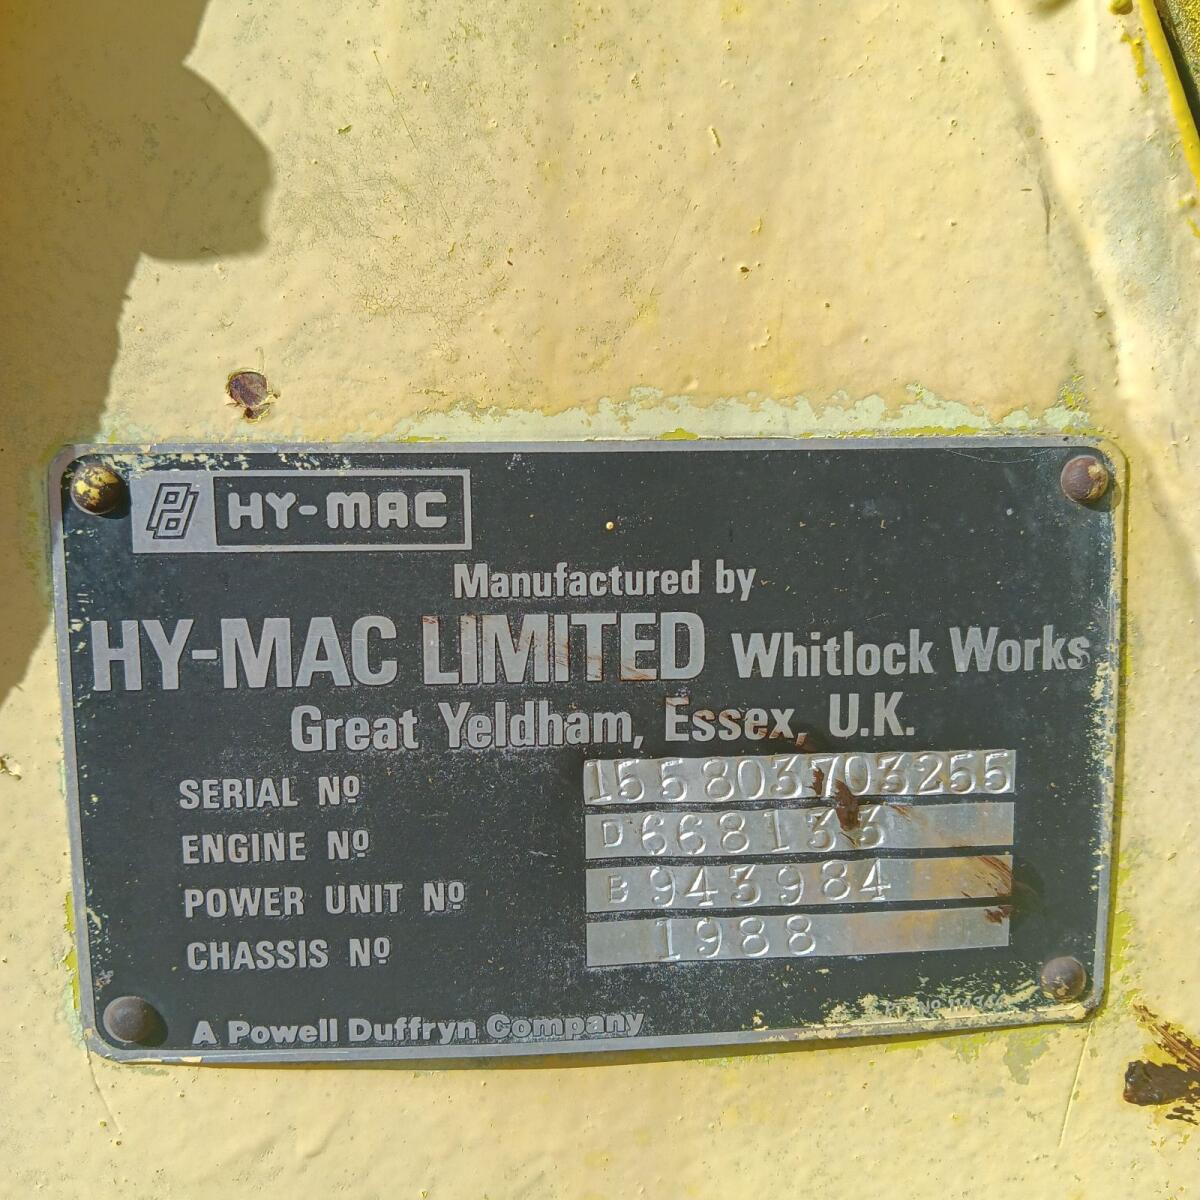 HY-MAC
Manufactured by
HY-MAC LIMITED Whitlock Works
Great Yeldham, Essex, U.K.
SERIAL Nº 155803703255
ENGINE Nº D668133
POWER UNIT Nº B943984
CHASSIS Nº 1988
A Powell Duffryn Company